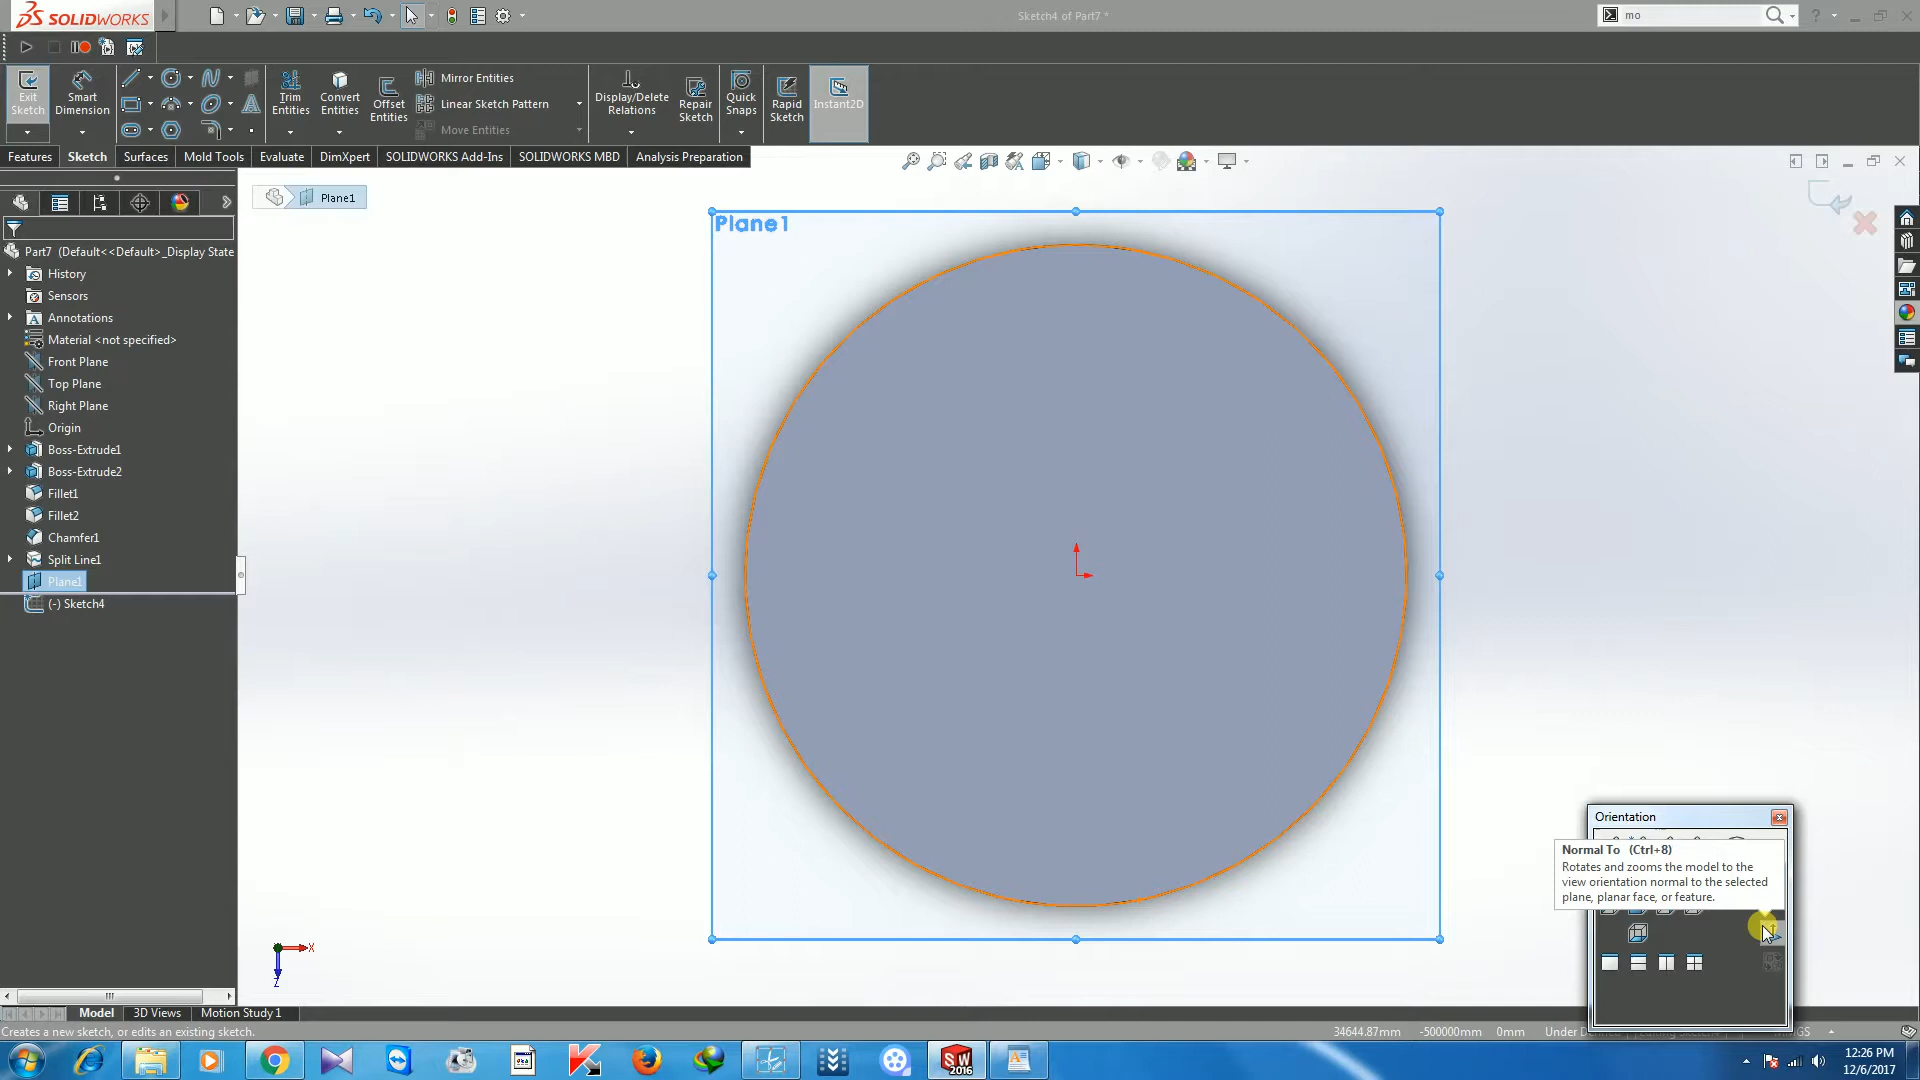 SOLIDWORKS
Sketch4 of Part7 *
mo
Exit
Sketch
Smart
Dimension
Trim
Entities
Convert
Entities
Offset
Entities
Mirror Entities
Linear Sketch Pattern
Move Entities
Display/Delete
Relations
Repair
Sketch
Quick
Snaps
Rapid
Sketch
Instant2D
Features
Sketch
Surfaces
Mold Tools
Evaluate
DimXpert
SOLIDWORKS Add-Ins
SOLIDWORKS MBD
Analysis Preparation
Plane1
Plane1
Part7 (Default<<Default>_Display State
History
Sensors
Annotations
Material <not specified>
Front Plane
Top Plane
Right Plane
Origin
Boss-Extrude1
Boss-Extrude2
Fillet1
Fillet2
Chamfer1
Split Line1
Plane1
(-) Sketch4
Orientation
Normal To (Ctrl+8)
Rotates and zooms the model to the
view orientation normal to the selected
plane, planar face, or feature.
X
Z
Model
3D Views
Motion Study 1
Creates a new sketch, or edits an existing sketch.
34644.87mm
-500000mm
0mm
Under
GS
SW
2016
12:26 PM
12/6/2017